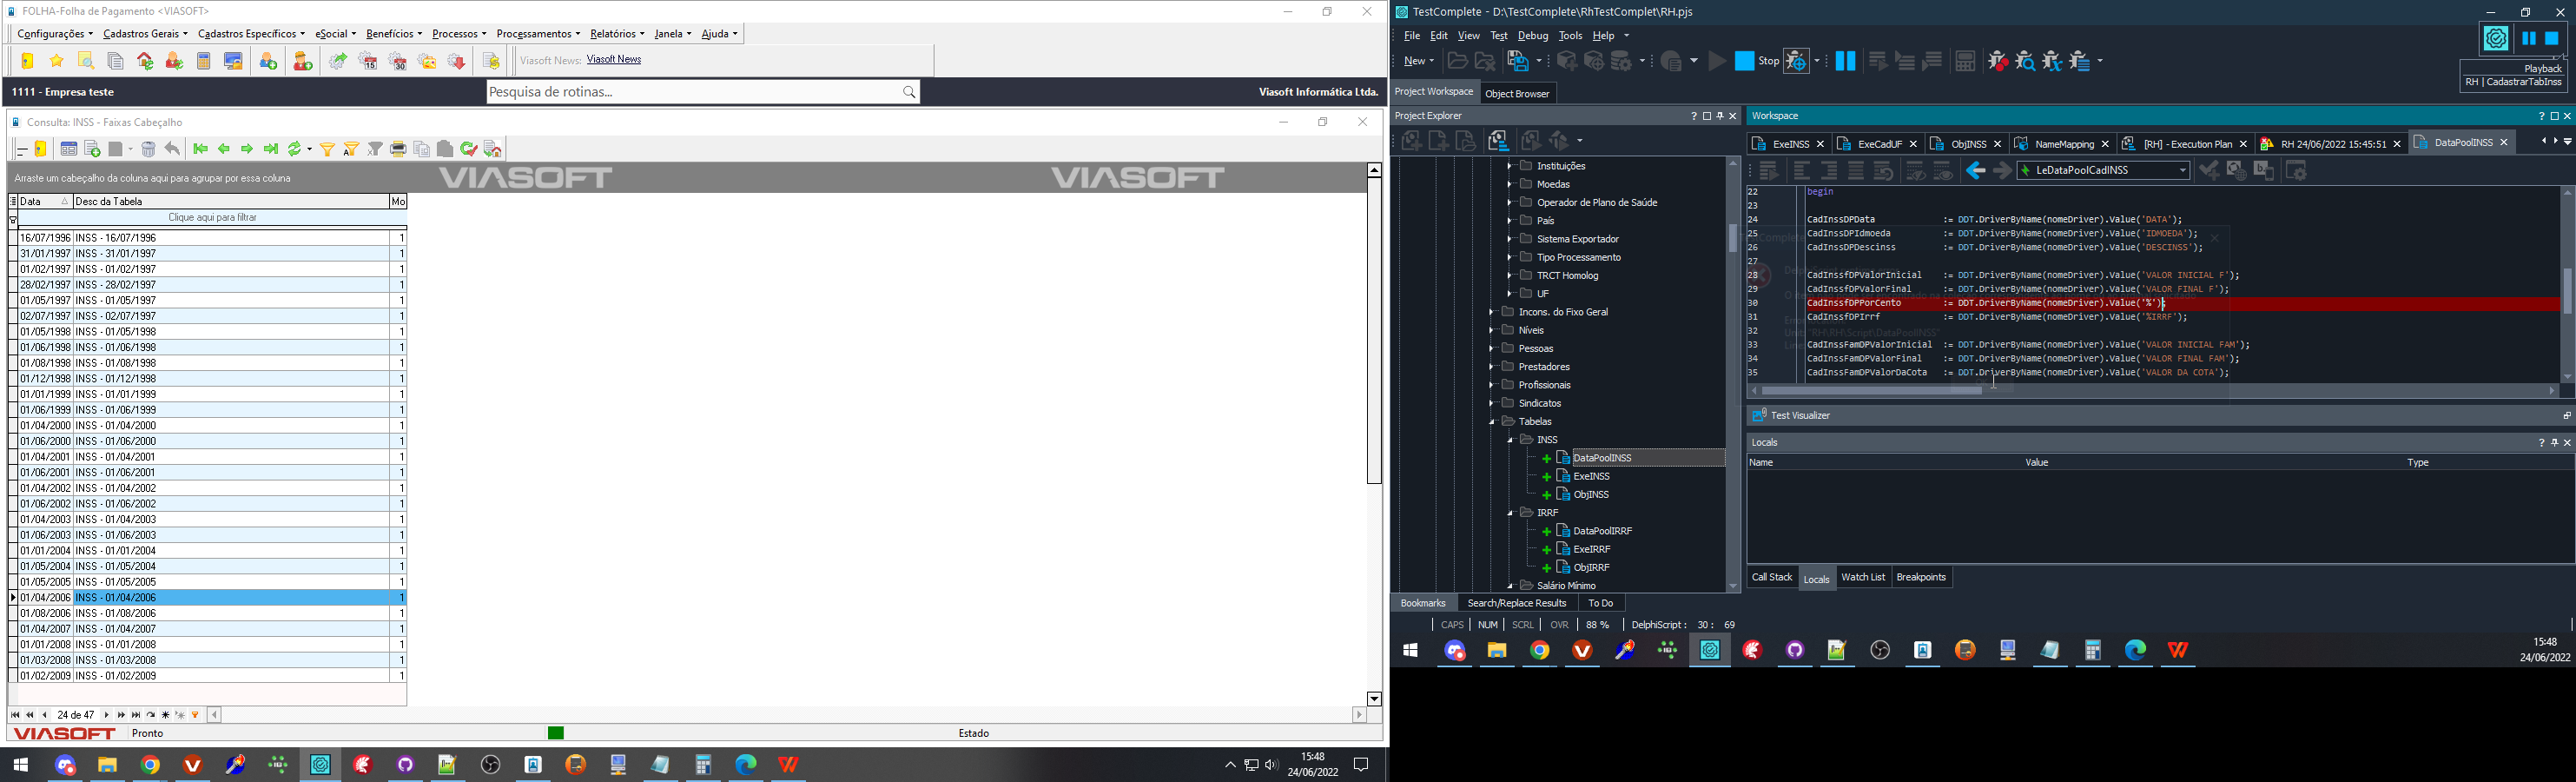 FOLHA-Folha de Pagamento <VIASOFT>
Configurações Cadastros Gerais Cadastros Específicos eSocial Benefícios Processos Processamentos Relatórios Janela Ajuda
Viasoft News: Viasoft News
1111 - Empresa teste
Pesquisa de rotinas...
Viasoft Informática Ltda.
Consulta: INSS - Faixas Cabeçalho
Arraste um cabeçalho da coluna aqui para agrupar por essa coluna
VIASOFT VIASOFT
Data Desc da Tabela Mo
Clique aqui para filtrar
16/07/1996 INSS - 16/07/1996 1
31/01/1997 INSS - 31/01/1997 1
01/02/1997 INSS - 01/02/1997 1
28/02/1997 INSS - 28/02/1997 1
01/05/1997 INSS - 01/05/1997 1
02/07/1997 INSS - 02/07/1997 1
01/05/1998 INSS - 01/05/1998 1
01/06/1998 INSS - 01/06/1998 1
01/08/1998 INSS - 01/08/1998 1
01/12/1998 INSS - 01/12/1998 1
01/01/1999 INSS - 01/01/1999 1
01/06/1999 INSS - 01/06/1999 1
01/04/2000 INSS - 01/04/2000 1
01/06/2000 INSS - 01/06/2000 1
01/04/2001 INSS - 01/04/2001 1
01/06/2001 INSS - 01/06/2001 1
01/04/2002 INSS - 01/04/2002 1
01/06/2002 INSS - 01/06/2002 1
01/04/2003 INSS - 01/04/2003 1
01/06/2003 INSS - 01/06/2003 1
01/01/2004 INSS - 01/01/2004 1
01/05/2004 INSS - 01/05/2004 1
01/05/2005 INSS - 01/05/2005 1
01/04/2006 INSS - 01/04/2006 1
01/08/2006 INSS - 01/08/2006 1
01/04/2007 INSS - 01/04/2007 1
01/01/2008 INSS - 01/01/2008 1
01/03/2008 INSS - 01/03/2008 1
01/02/2009 INSS - 01/02/2009 1
24 de 47
VIASOFT Pronto Estado
15:48
24/06/2022
TestComplete - D:\TestComplete\RhTestComplet\RH.pjs
File Edit View Test Debug Tools Help
New Stop
Playback
RH | CadastrarTabInss
Project Workspace Object Browser
Project Explorer
Instituições
Moedas
Operador de Plano de Saúde
País
Sistema Exportador
Tipo Processamento
TRCT Homolog
UF
Incons. do Fixo Geral
Níveis
Pessoas
Prestadores
Profissionais
Sindicatos
Tabelas
INSS
DataPoolINSS
ExeINSS
ObjINSS
IRRF
DataPoolIRRF
ExeIRRF
ObjIRRF
Salário Mínimo
Bookmarks Search/Replace Results To Do
Workspace
ExeINSS ExeCadUF ObjINSS NameMapping [RH] - Execution Plan RH 24/06/2022 15:45:51 DataPoolINSS
LeDataPoolCadINSS
22 begin
23
24 CadInssDPData := DDT.DriverByName(nomeDriver).Value('DATA');
25 CadInssDPIdmoeda := DDT.DriverByName(nomeDriver).Value('IDMOEDA');
26 CadInssDPDescinss := DDT.DriverByName(nomeDriver).Value('DESCINSS');
27
28 CadInssfDPValorInicial := DDT.DriverByName(nomeDriver).Value('VALOR INICIAL F');
29 CadInssfDPValorFinal := DDT.DriverByName(nomeDriver).Value('VALOR FINAL F');
30 CadInssfDPPorCento := DDT.DriverByName(nomeDriver).Value('%');
31 CadInssfDPIrrf := DDT.DriverByName(nomeDriver).Value('%IRRF');
32
33 CadInssFamDPValorInicial := DDT.DriverByName(nomeDriver).Value('VALOR INICIAL FAM');
34 CadInssFamDPValorFinal := DDT.DriverByName(nomeDriver).Value('VALOR FINAL FAM');
35 CadInssFamDPValorDaCota := DDT.DriverByName(nomeDriver).Value('VALOR DA COTA');
Test Visualizer
Locals
Name Value Type
Call Stack Locals Watch List Breakpoints
CAPS NUM SCRL OVR 88 % DelphiScript : 30 : 69
15:48
24/06/2022